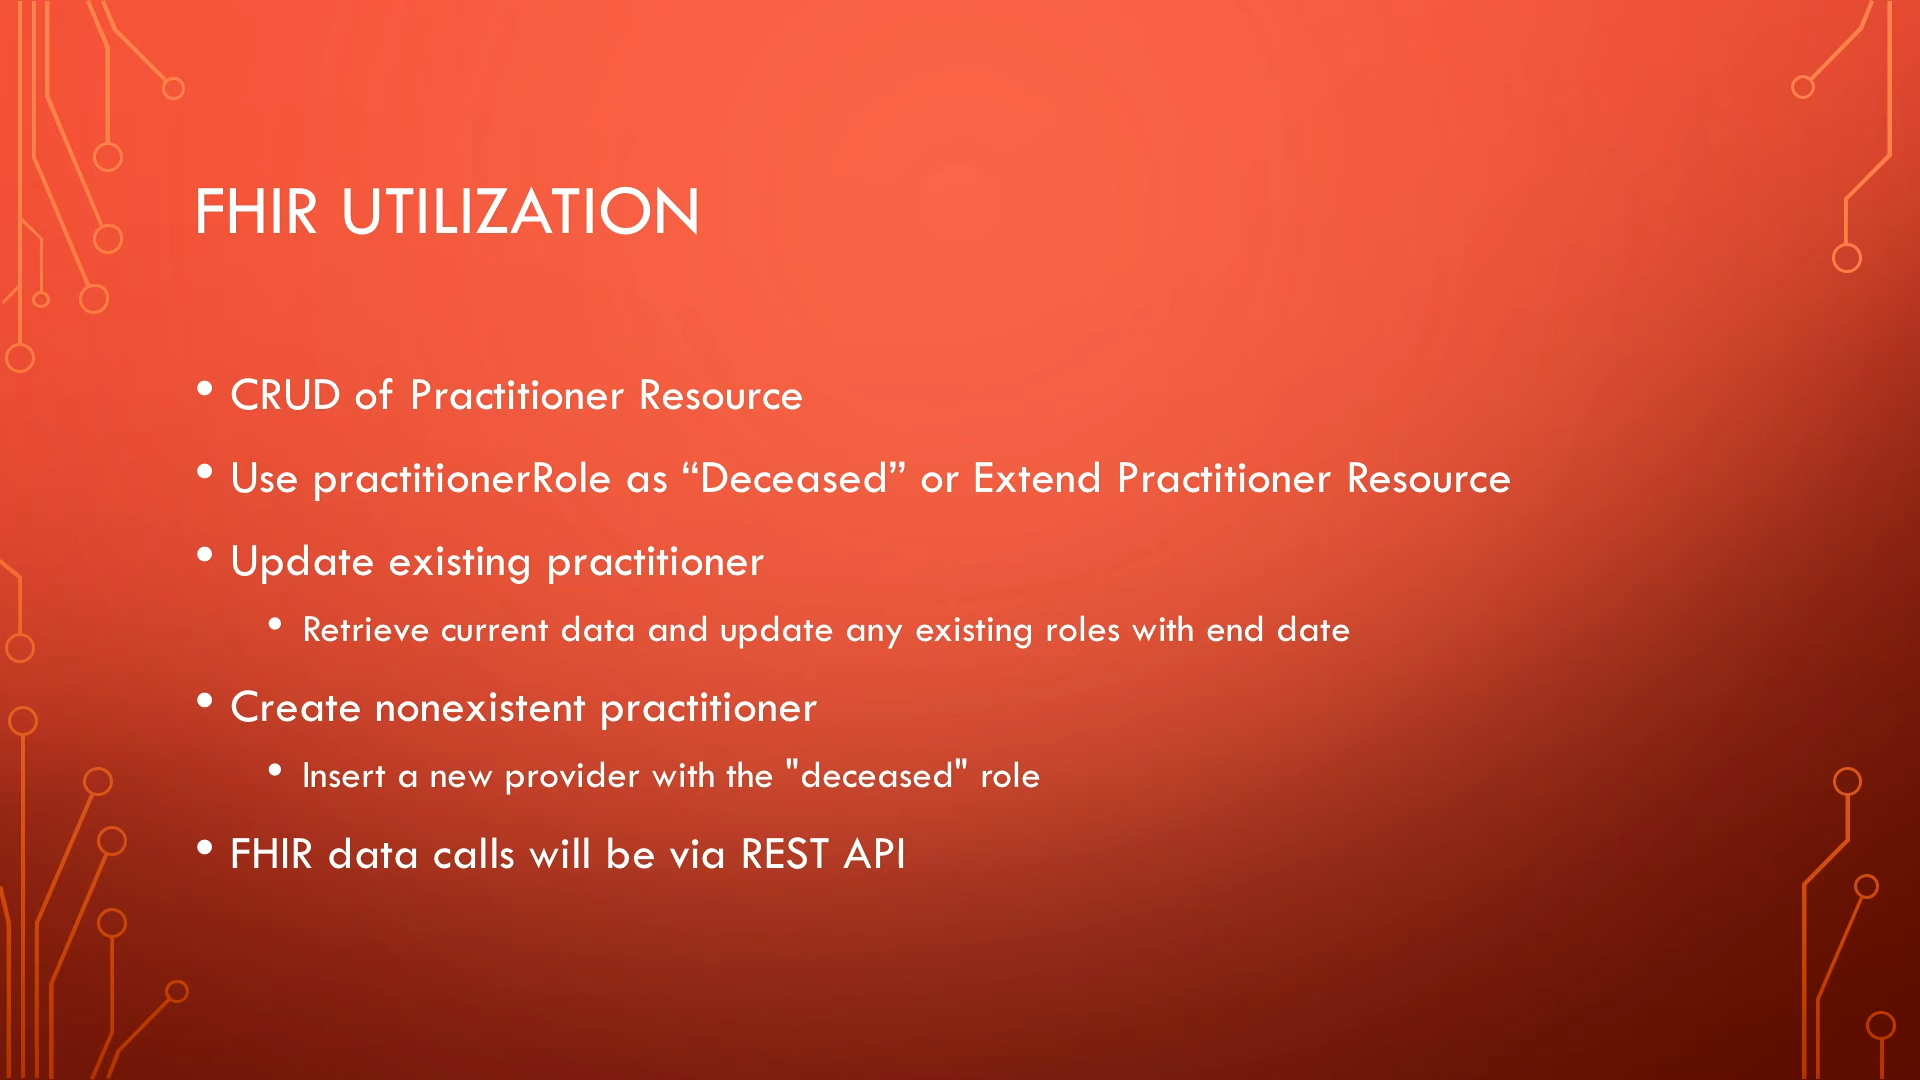 FHIR UTILIZATION
• CRUD of Practitioner Resource
• Use practitionerRole as “Deceased” or Extend Practitioner Resource
• Update existing practitioner
• Retrieve current data and update any existing roles with end date
• Create nonexistent practitioner
• Insert a new provider with the "deceased" role
• FHIR data calls will be via REST API